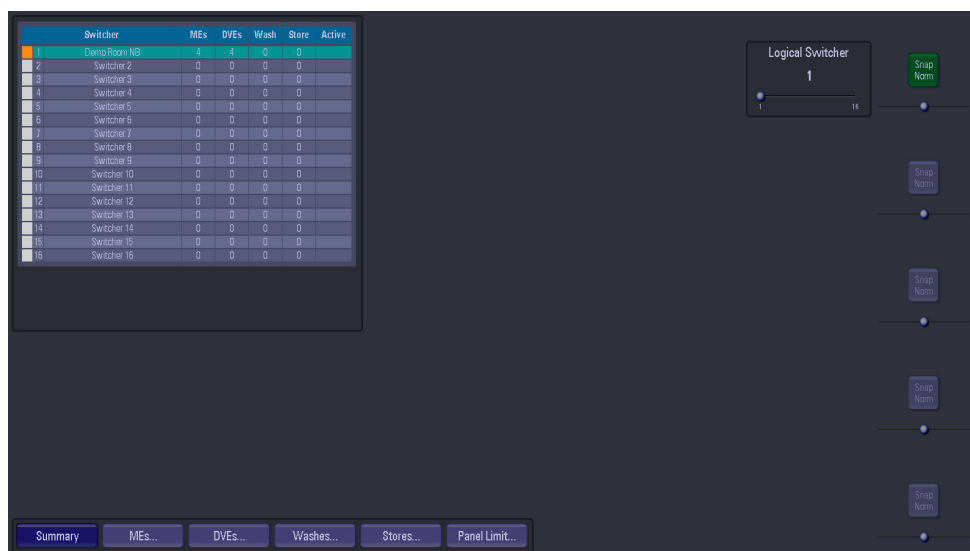 Switcher MEs DVEs Wash Store Active
1 Demo Room NB 4 4 0 0
2 Switcher 2 0 0 0 0
3 Switcher 3 0 0 0 0
4 Switcher 4 0 0 0 0
5 Switcher 5 0 0 0 0
6 Switcher 6 0 0 0 0
7 Switcher 7 0 0 0 0
8 Switcher 8 0 0 0 0
9 Switcher 9 0 0 0 0
10 Switcher 10 0 0 0 0
11 Switcher 11 0 0 0 0
12 Switcher 12 0 0 0 0
13 Switcher 13 0 0 0 0
14 Switcher 14 0 0 0 0
15 Switcher 15 0 0 0 0
16 Switcher 16 0 0 0 0
Logical Switcher
1
1 16
Snap
Norm
Snap
Norm
Snap
Norm
Snap
Norm
Snap
Norm
Summary MEs... DVEs... Washes... Stores... Panel Limit...